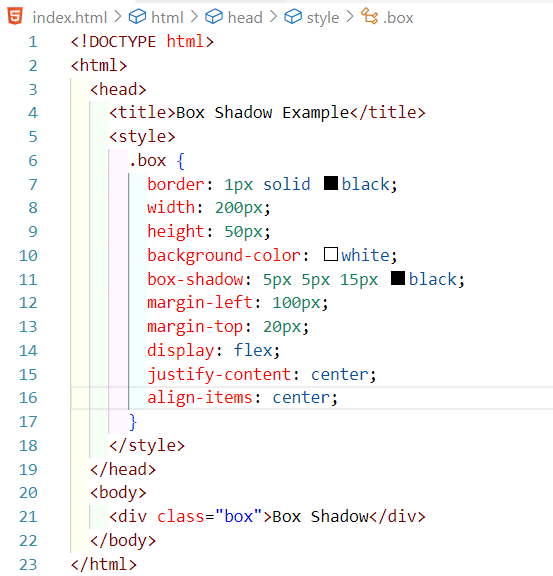 index.html > html > head > style > .box
1 <!DOCTYPE html>
2 <html>
3 <head>
4 <title>Box Shadow Example</title>
5 <style>
6 .box {
7 border: 1px solid black;
8 width: 200px;
9 height: 50px;
10 background-color: white;
11 box-shadow: 5px 5px 15px black;
12 margin-left: 100px;
13 margin-top: 20px;
14 display: flex;
15 justify-content: center;
16 align-items: center;
17 }
18 </style>
19 </head>
20 <body>
21 <div class="box">Box Shadow</div>
22 </body>
23 </html>